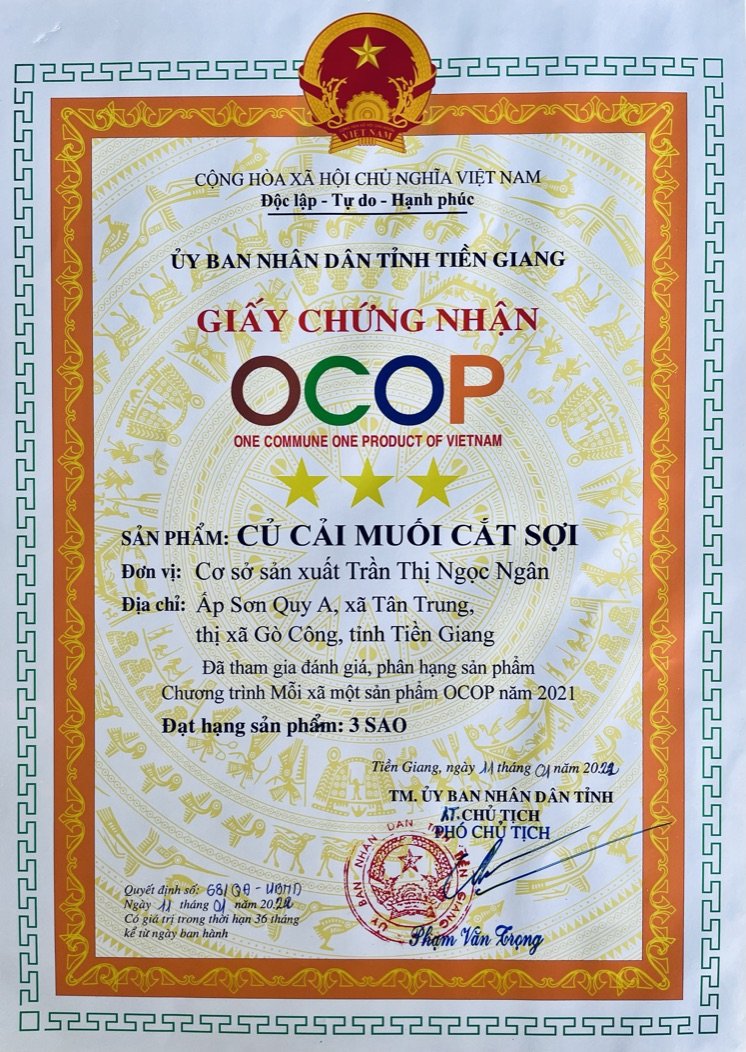 VIỆT NAM
CỘNG HÒA XÃ HỘI CHỦ NGHĨA VIỆT NAM
Độc lập - Tự do - Hạnh phúc
ỦY BAN NHÂN DÂN TỈNH TIỀN GIANG
GIẤY CHỨNG NHẬN
OCOP
ONE COMMUNE ONE PRODUCT OF VIETNAM
SẢN PHẨM: CỦ CẢI MUỐI CẮT SỢI
Đơn vị: Cơ sở sản xuất Trần Thị Ngọc Ngân
Địa chỉ: Ấp Sơn Quy A, xã Tân Trung,
thị xã Gò Công, tỉnh Tiền Giang
Đã tham gia đánh giá, phân hạng sản phẩm
Chương trình Mỗi xã một sản phẩm OCOP năm 2021
Đạt hạng sản phẩm: 3 SAO
Tiền Giang, ngày 11 tháng 01 năm 2022
TM. ỦY BAN NHÂN DÂN TỈNH
KT. CHỦ TỊCH
PHÓ CHỦ TỊCH
ỦY BAN NHÂN DÂN TỈNH TIỀN GIANG
Quyết định số: 68/QĐ - UBND
Ngày 11 tháng 01 năm 2022
Có giá trị trong thời hạn 36 tháng
kể từ ngày ban hành
Phạm Văn Trọng